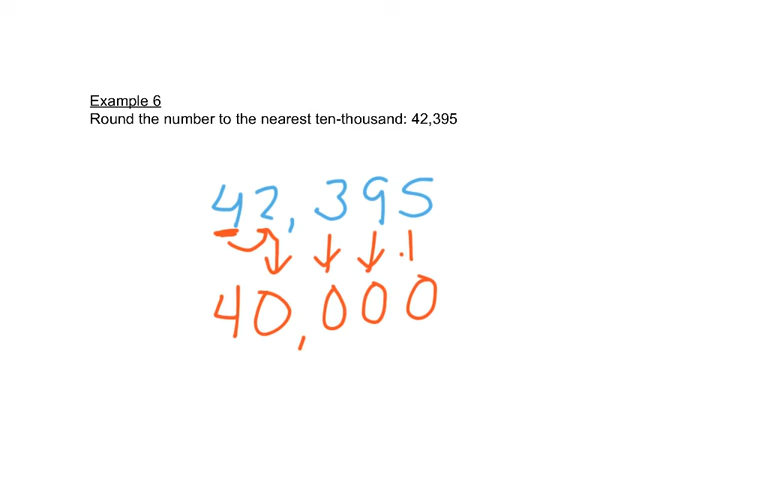 Example 6
Round the number to the nearest ten-thousand: 42,395
42,395
40,000